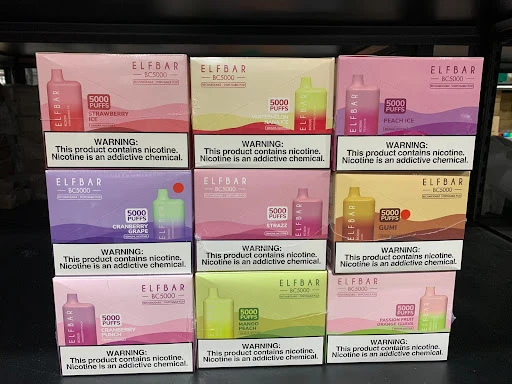 ELFBAR
BC5000
5000
PUFFS
STRAWBERRY
ICE
WARNING:
This product contains nicotine.
Nicotine is an addictive chemical.
ELFBAR
BC5000
5000
PUFFS
WARNING:
This product contains nicotine.
Nicotine is an addictive chemical.
ELFBAR
BC5000
5000
PUFFS
PEACH ICE
WARNING:
This product contains nicotine.
Nicotine is an addictive chemical.
ELFBAR
BC5000
5000
PUFFS
CRANBERRY
GRAPE
WARNING:
This product contains nicotine.
Nicotine is an addictive chemical.
ELFBAR
BC5000
5000
PUFFS
STRAZZ
WARNING:
This product contains nicotine.
Nicotine is an addictive chemical.
ELFBAR
BC5000
5000
PUFFS
GUMI
WARNING:
This product contains nicotine.
Nicotine is an addictive chemical.
ELFBAR
BC5000
5000
PUFFS
CRANBERRY
PUNCH
WARNING:
This product contains nicotine.
Nicotine is an addictive chemical.
ELFBAR
BC5000
5000
PUFFS
MANGO
PEACH
WARNING:
This product contains nicotine.
Nicotine is an addictive chemical.
ELFBAR
BC5000
5000
PUFFS
PASSION FRUIT
ORANGE GUAVA
WARNING:
This product contains nicotine.
Nicotine is an addictive chemical.